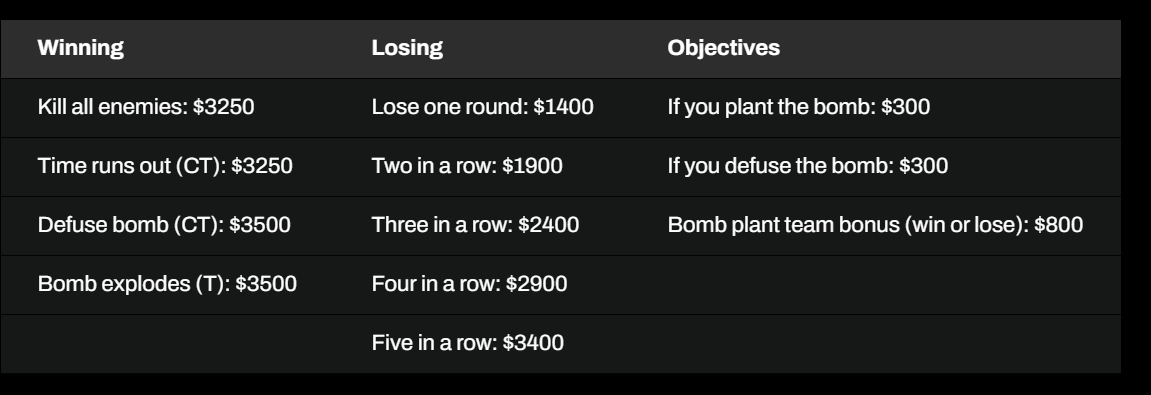 Winning Losing Objectives
Kill all enemies: $3250 Lose one round: $1400 If you plant the bomb: $300
Time runs out (CT): $3250 Two in a row: $1900 If you defuse the bomb: $300
Defuse bomb (CT): $3500 Three in a row: $2400 Bomb plant team bonus (win or lose): $800
Bomb explodes (T): $3500 Four in a row: $2900
Five in a row: $3400